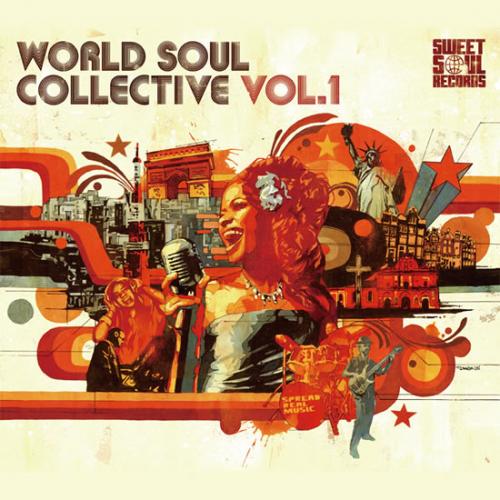 WORLD SOUL
COLLECTIVE VOL.1
SWEET
SOUL
RECORDS
SPREAD
REAL
MUSIC